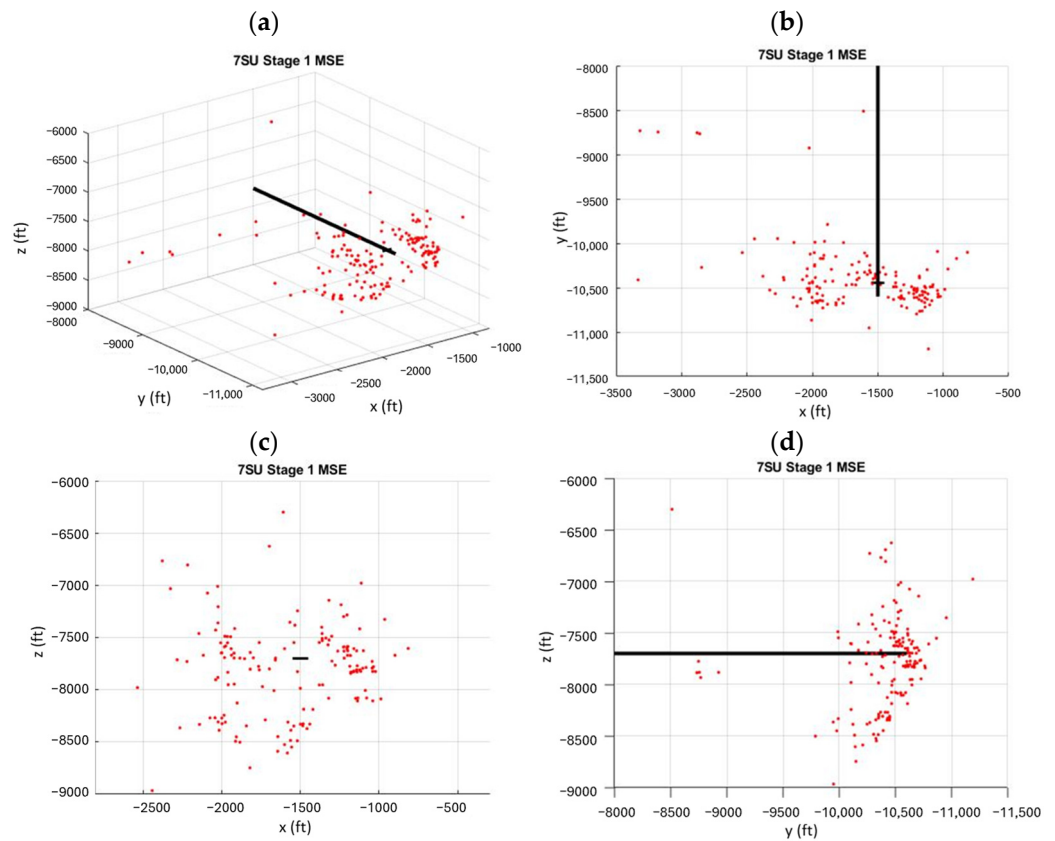 (a)
7SU Stage 1 MSE
−6000
−6500
−7000
−7500
−8000
−8500
−9000
z (ft)
−8000
−9000
−10,000
−11,000
y (ft)
−3000
−2500
−2000
−1500
−1000
x (ft)
(b)
7SU Stage 1 MSE
−8000
−8500
−9000
−9500
−10,000
−10,500
−11,000
−11,500
y (ft)
−3500 −3000 −2500 −2000 −1500 −1000 −500
x (ft)
(c)
7SU Stage 1 MSE
−6000
−6500
−7000
−7500
−8000
−8500
−9000
z (ft)
−2500 −2000 −1500 −1000 −500
x (ft)
(d)
7SU Stage 1 MSE
−6000
−6500
−7000
−7500
−8000
−8500
−9000
z (ft)
−8000 −8500 −9000 −9500 −10,000 −10,500 −11,000 −11,500
y (ft)